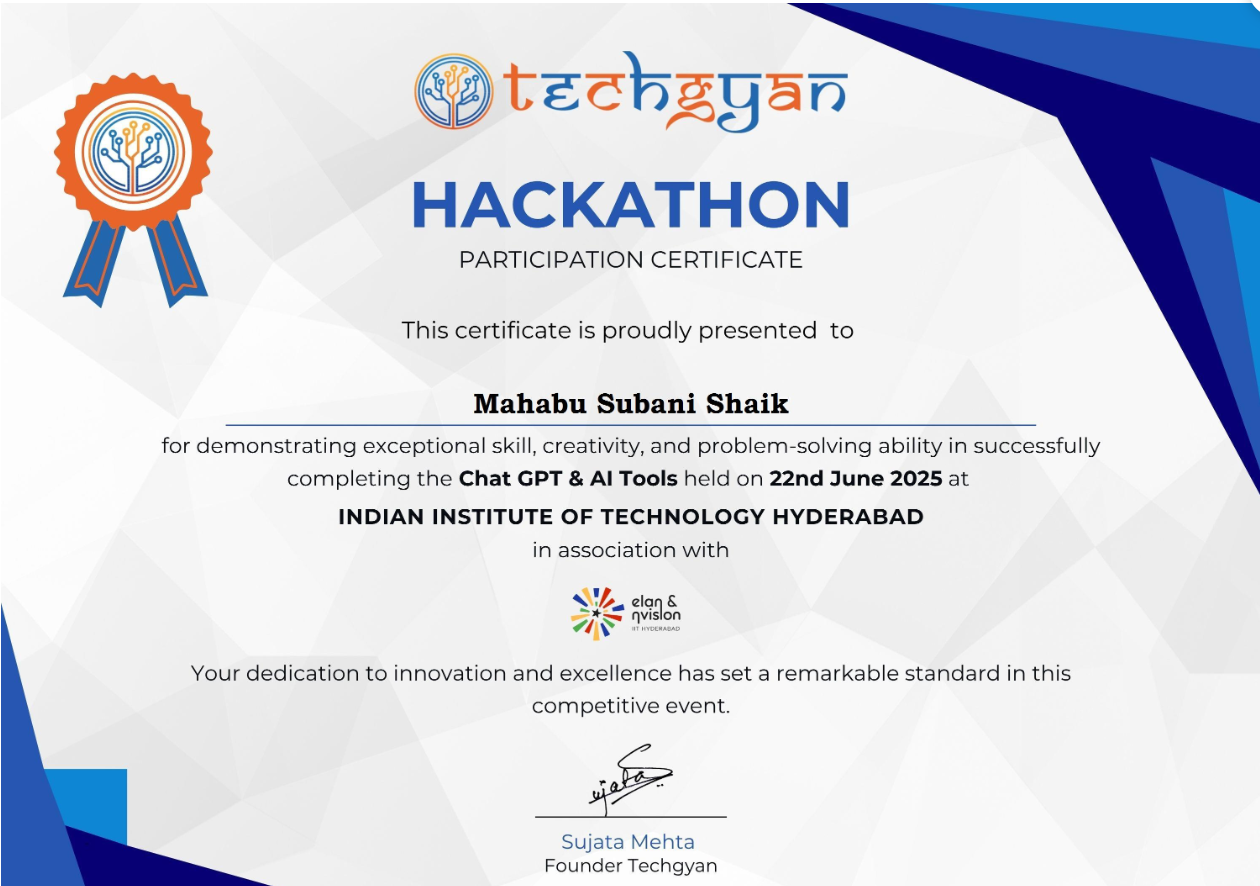 techgyan
HACKATHON
PARTICIPATION CERTIFICATE
This certificate is proudly presented to
Mahabu Subani Shaik
for demonstrating exceptional skill, creativity, and problem-solving ability in successfully
completing the Chat GPT & AI Tools held on 22nd June 2025 at
INDIAN INSTITUTE OF TECHNOLOGY HYDERABAD
in association with
elan &
ηvision
IIT HYDERABAD
Your dedication to innovation and excellence has set a remarkable standard in this
competitive event.
Sujata
Sujata Mehta
Founder Techgyan